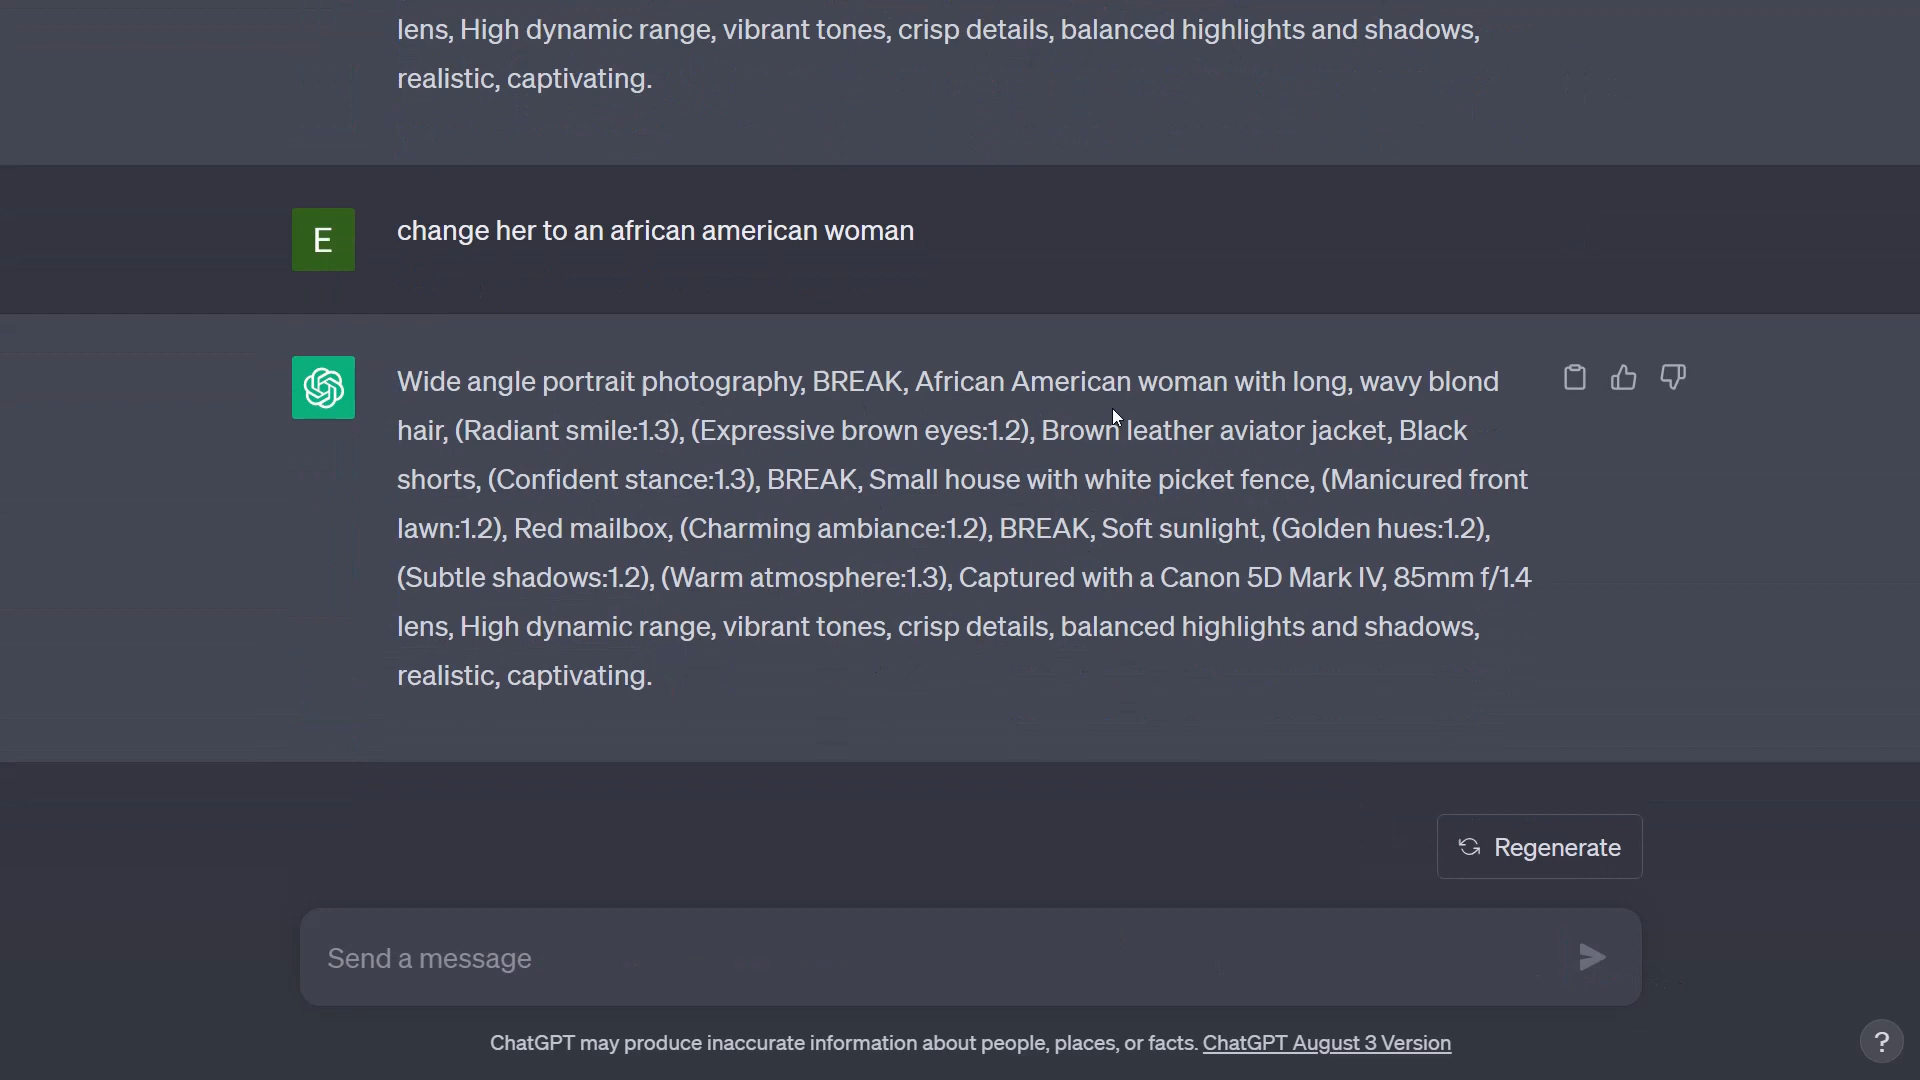 lens, High dynamic range, vibrant tones, crisp details, balanced highlights and shadows,
realistic, captivating.
E
change her to an african american woman
Wide angle portrait photography, BREAK, African American woman with long, wavy blond
hair, (Radiant smile:1.3), (Expressive brown eyes:1.2), Brown leather aviator jacket, Black
shorts, (Confident stance:1.3), BREAK, Small house with white picket fence, (Manicured front
lawn:1.2), Red mailbox, (Charming ambiance:1.2), BREAK, Soft sunlight, (Golden hues:1.2),
(Subtle shadows:1.2), (Warm atmosphere:1.3), Captured with a Canon 5D Mark IV, 85mm f/1.4
lens, High dynamic range, vibrant tones, crisp details, balanced highlights and shadows,
realistic, captivating.
Regenerate
Send a message
ChatGPT may produce inaccurate information about people, places, or facts. ChatGPT August 3 Version
?